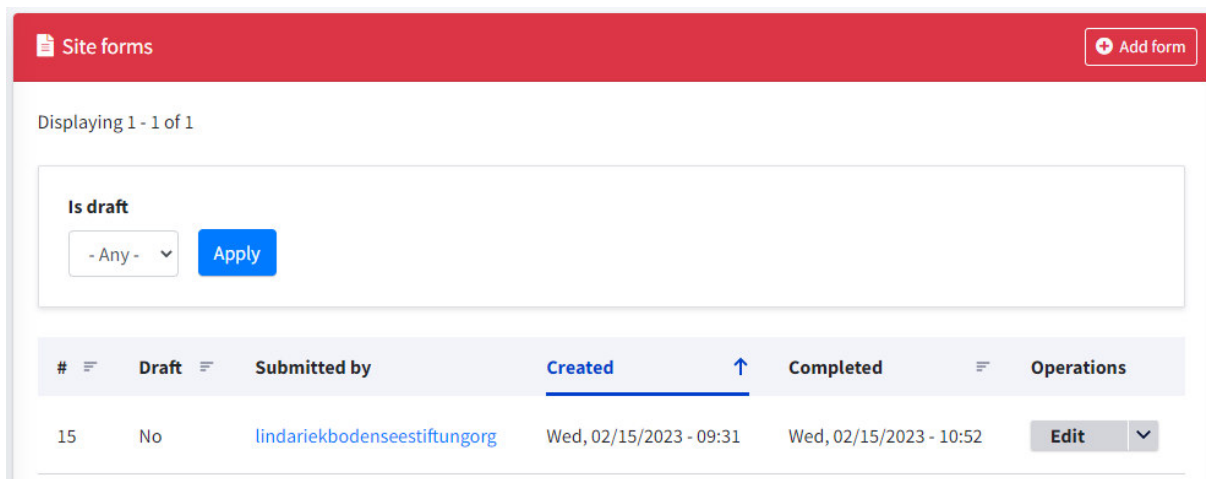 Site forms
Add form
Displaying 1 - 1 of 1
Is draft
- Any -
Apply
# Draft Submitted by Created Completed Operations
15 No lindariekbodenseestiftungorg Wed, 02/15/2023 - 09:31 Wed, 02/15/2023 - 10:52 Edit